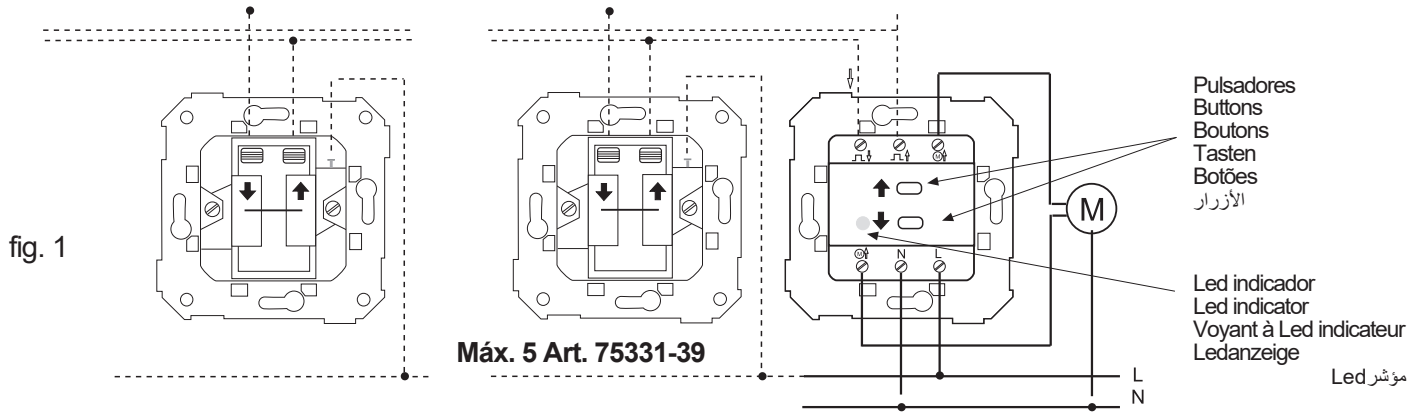 fig. 1
Máx. 5 Art. 75331-39
M
N L
M
Pulsadores
Buttons
Boutons
Tasten
Botões
الأزرار
M
Led indicador
Led indicator
Voyant à Led indicateur
Ledanzeige
مؤشر Led
L
N